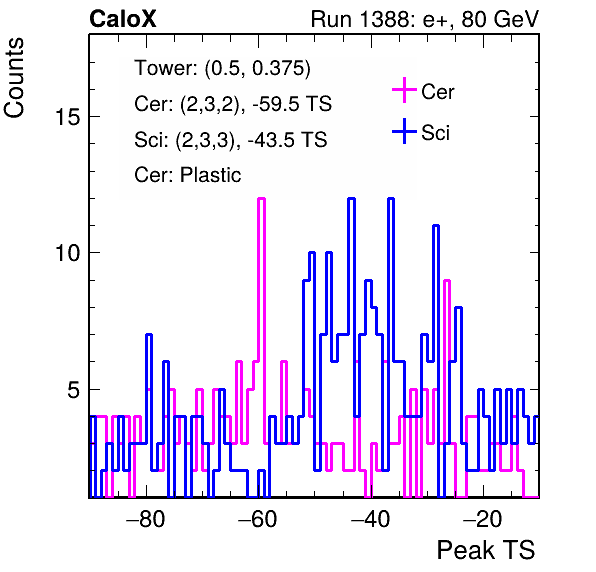 CaloX Run 1388: e+, 80 GeV
Counts
Tower: (0.5, 0.375)
Cer: (2,3,2), -59.5 TS
Sci: (2,3,3), -43.5 TS
Cer: Plastic
Cer
Sci
15
10
5
−80 −60 −40 −20
Peak TS